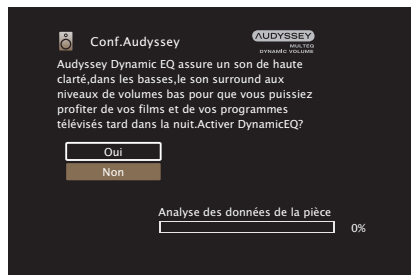 Conf.Audyssey
AUDYSSEY
MULTEQ
DYNAMIC VOLUME
Audyssey Dynamic EQ assure un son de haute
clarté,dans les basses,le son surround aux
niveaux de volumes bas pour que vous puissiez
profiter de vos films et de vos programmes
télévisés tard dans la nuit.Activer DynamicEQ?
Oui
Non
Analyse des données de la pièce
0%